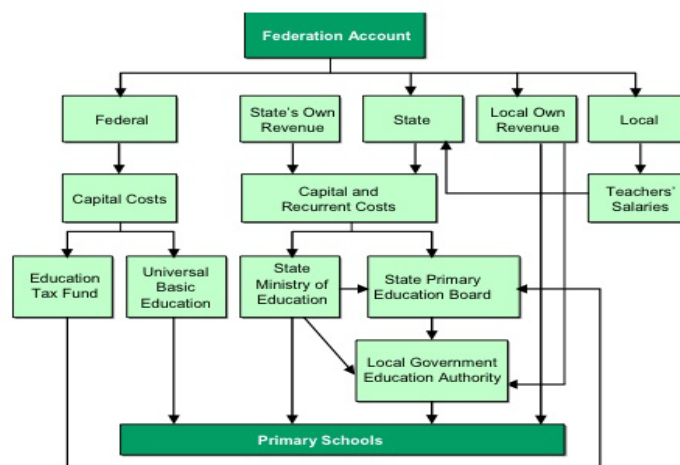 Federation Account
Federal
State's Own
Revenue
State
Local Own
Revenue
Local
Capital Costs
Capital and
Recurrent Costs
Teachers'
Salaries
Education
Tax Fund
Universal
Basic
Education
State
Ministry of
Education
State Primary
Education Board
Local Government
Education Authority
Primary Schools